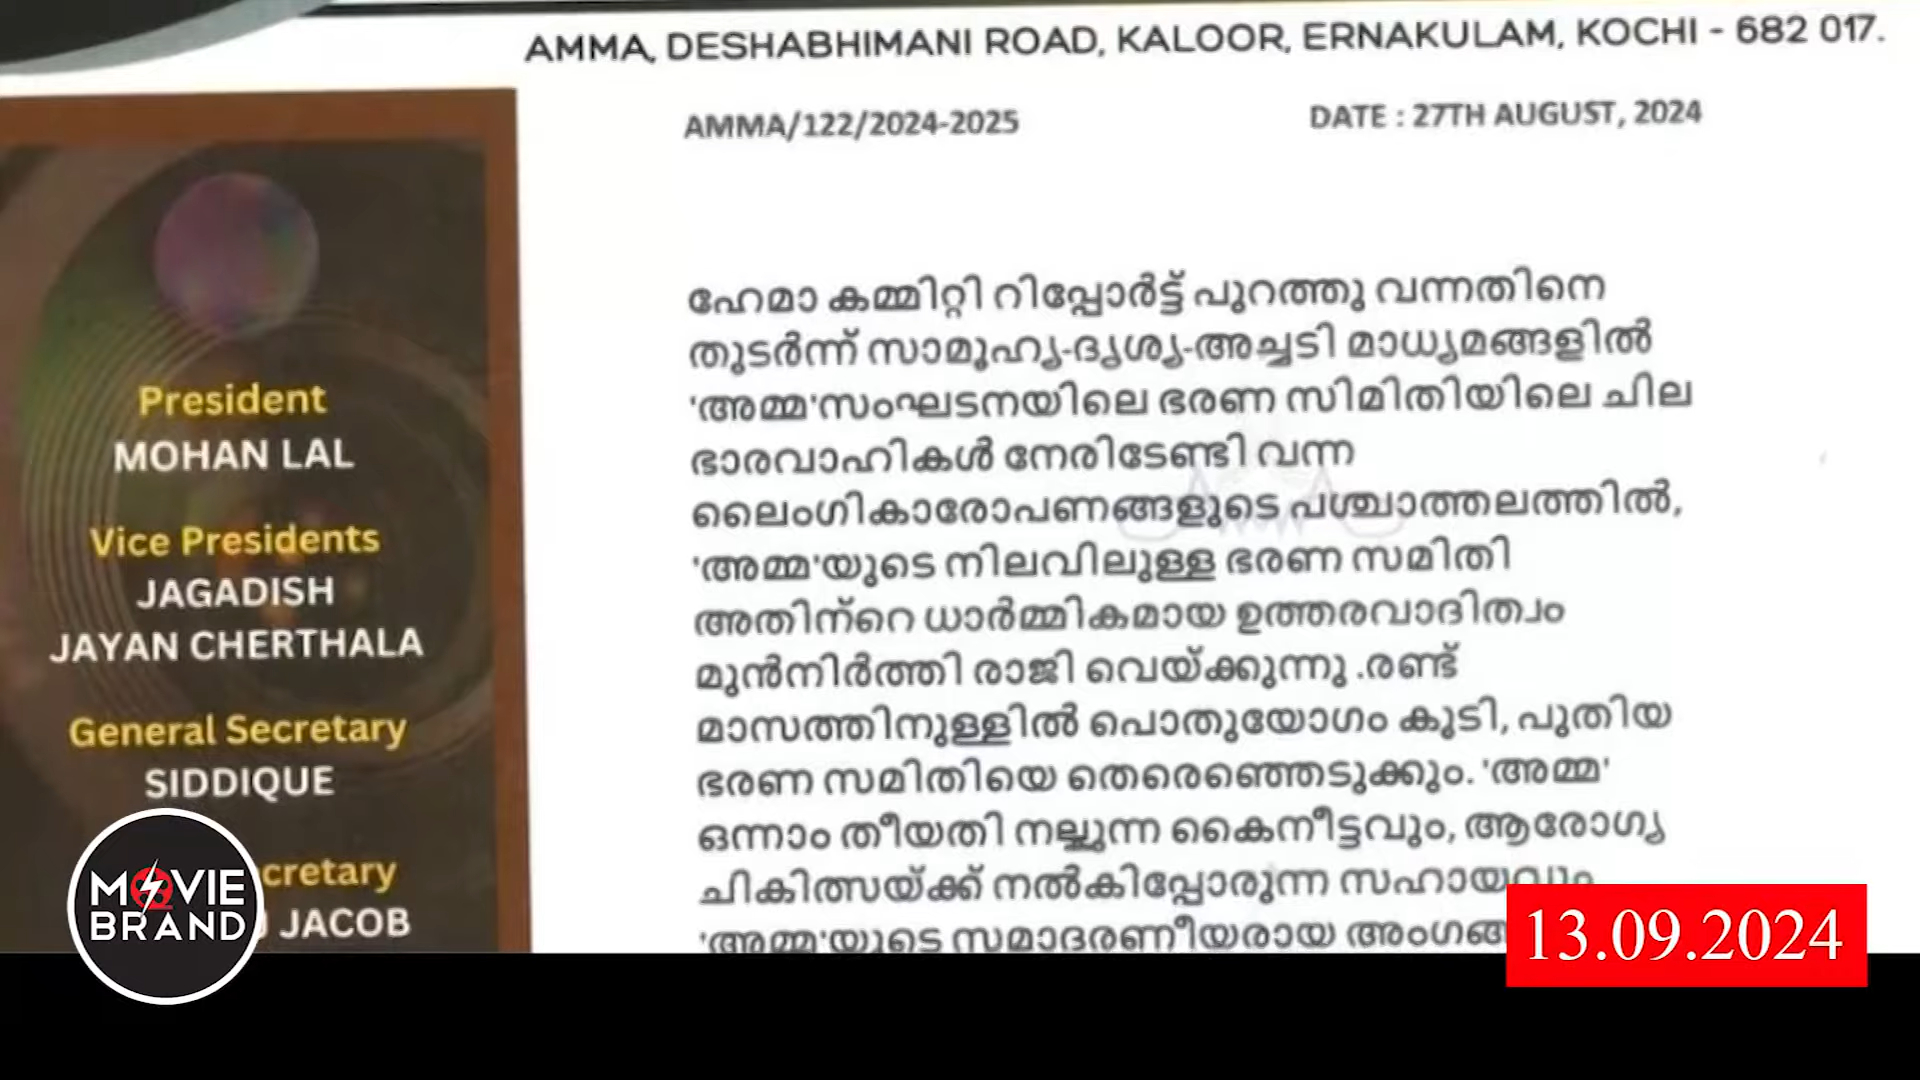 AMMA, DESHABHIMANI ROAD, KALOOR, ERNAKULAM, KOCHI - 682 017.
AMMA/122/2024-2025
DATE : 27TH AUGUST, 2024
President
MOHAN LAL
Vice Presidents
JAGADISH
JAYAN CHERTHALA
General Secretary
SIDDIQUE
cretary
JACOB
ഹേമാ കമ്മിറ്റി റിപ്പോർട്ട് പുറത്തു വന്നതിനെ
തുടർന്ന് സാമൂഹ്യ-ദൃശ്യ-അച്ചടി മാധ്യമങ്ങളിൽ
'അമ്മ'സംഘടനയിലെ ഭരണ സിമിതിയിലെ ചില
ഭാരവാഹികൾ നേരിടേണ്ടി വന്ന
ലൈംഗികാരോപണങ്ങളുടെ പശ്ചാത്തലത്തിൽ,
'അമ്മ'യുടെ നിലവിലുള്ള ഭരണ സമിതി
അതിന്റെ ധാർമ്മികമായ ഉത്തരവാദിത്വം
മുൻനിർത്തി രാജി വെയ്ക്കുന്നു .രണ്ട്
മാസത്തിനുള്ളിൽ പൊതുയോഗം കൂടി, പുതിയ
ഭരണ സമിതിയെ തെരെഞ്ഞെടുക്കും. 'അമ്മ'
ഒന്നാം തീയതി നല്കുന്ന കൈനീട്ടവും, ആരോഗ്യ
ചികിത്സയ്ക്ക് നൽകിപ്പോരുന്ന സഹായവും
'അമ്മ'യുടെ സമാദരണീയരായ
MOVIE
BRAND
13.09.2024